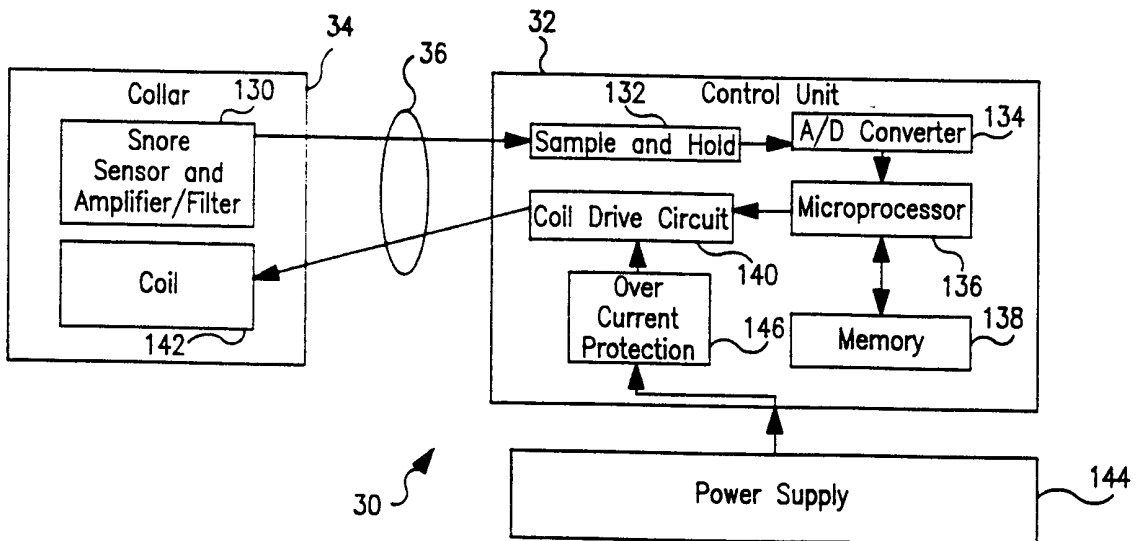 34
Collar
130
Snore
Sensor and
Amplifier/Filter
Coil
142
36
32
Control Unit
132
Sample and Hold
A/D Converter
134
Coil Drive Circuit
140
Microprocessor
136
Over
Current
Protection
146
Memory
138
30
Power Supply
144